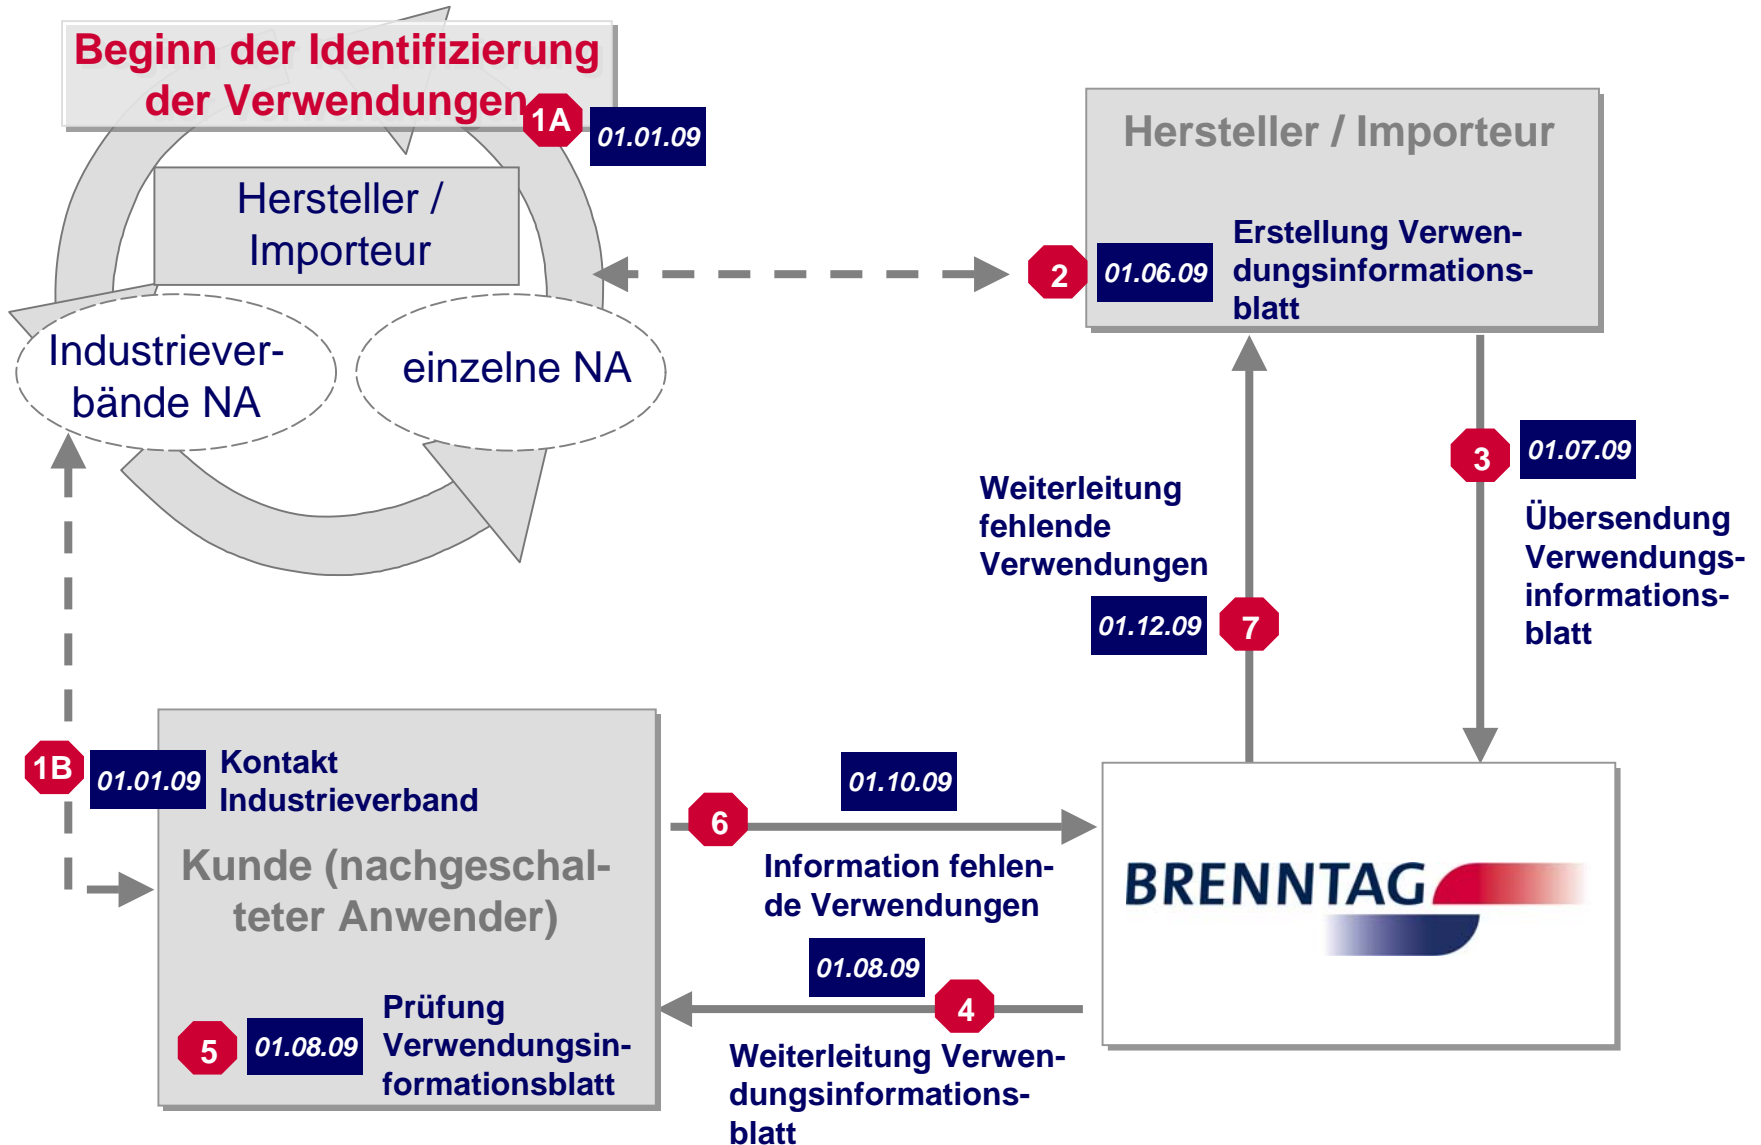 Beginn der Identifizierung
der Verwendungen
1A
01.01.09
Hersteller /
Importeur
Industriever-
bände NA
einzelne NA
Hersteller / Importeur
2
01.06.09
Erstellung Verwen-
dungsinformations-
blatt
3
01.07.09
Übersendung
Verwendungs-
informations-
blatt
Weiterleitung
fehlende
Verwendungen
01.12.09
7
1B
01.01.09
Kontakt
Industrieverband
Kunde (nachgeschal-
teter Anwender)
5
01.08.09
Prüfung
Verwendungsin-
formationsblatt
01.10.09
6
Information fehlen-
de Verwendungen
01.08.09
4
Weiterleitung Verwen-
dungsinformations-
blatt
BRENNTAG